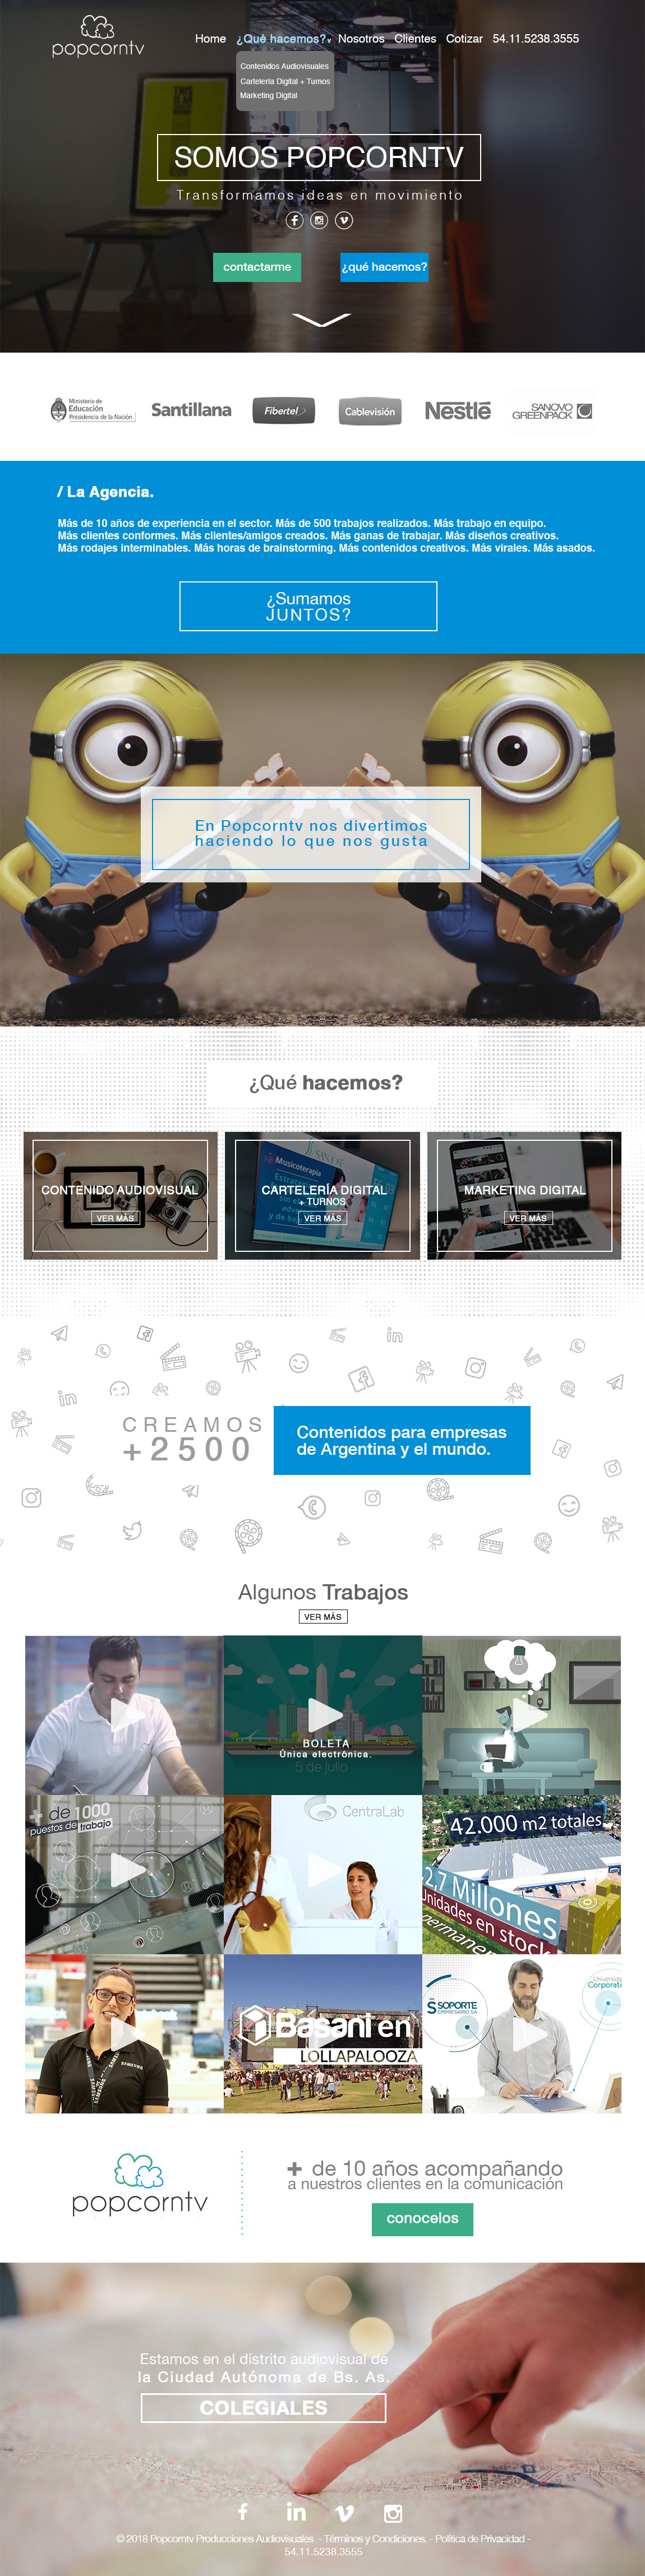 popcorntv
Home ¿Qué hacemos? Nosotros Clientes Cotizar 54.11.5238.3555
Contenidos Audiovisuales
Cartelería Digital + Turnos
Marketing Digital
SOMOS POPCORNTV
Transformamos ideas en movimiento
contactarme ¿qué hacemos?
Ministerio de
Educación
Presidencia de la Nación
Santillana
Fibertel
Cablevisión
Nestlé
SANOVO
GREENPACK
/ La Agencia.
Más de 10 años de experiencia en el sector. Más de 500 trabajos realizados. Más trabajo en equipo.
Más clientes conformes. Más clientes/amigos creados. Más ganas de trabajar. Más diseños creativos.
Más rodajes interminables. Más horas de brainstorming. Más contenidos creativos. Más virales. Más asados.
¿Sumamos
JUNTOS?
En Popcorntv nos divertimos
haciendo lo que nos gusta
¿Qué hacemos?
CONTENIDO AUDIOVISUAL
VER MÁS
Musicoterapia
CARTELERÍA DIGITAL
+ TURNOS
VER MÁS
MARKETING DIGITAL
VER MÁS
CREAMOS
+2500
Contenidos para empresas
de Argentina y el mundo.
Algunos Trabajos
VER MÁS
BOLETA
Única electrónica.
5 de julio
+ de 1000
puestos de trabajo
CentraLab
42.000 m2 totales
2,7 Millones
unidades en stock
permanen
SAMSUNG
Basani en
LOLLAPALOOZA
SOPORTE
EMPRESARIO SA
Universida
Corporati
popcorntv
+ de 10 años acompañando
a nuestros clientes en la comunicación
conocelos
Estamos en el distrito audiovisual de
la Ciudad Autónoma de Bs. As.
COLEGIALES
© 2018 Popcorntv Producciones Audiovisuales - Términos y Condiciones. - Política de Privacidad -
54.11.5238.3555